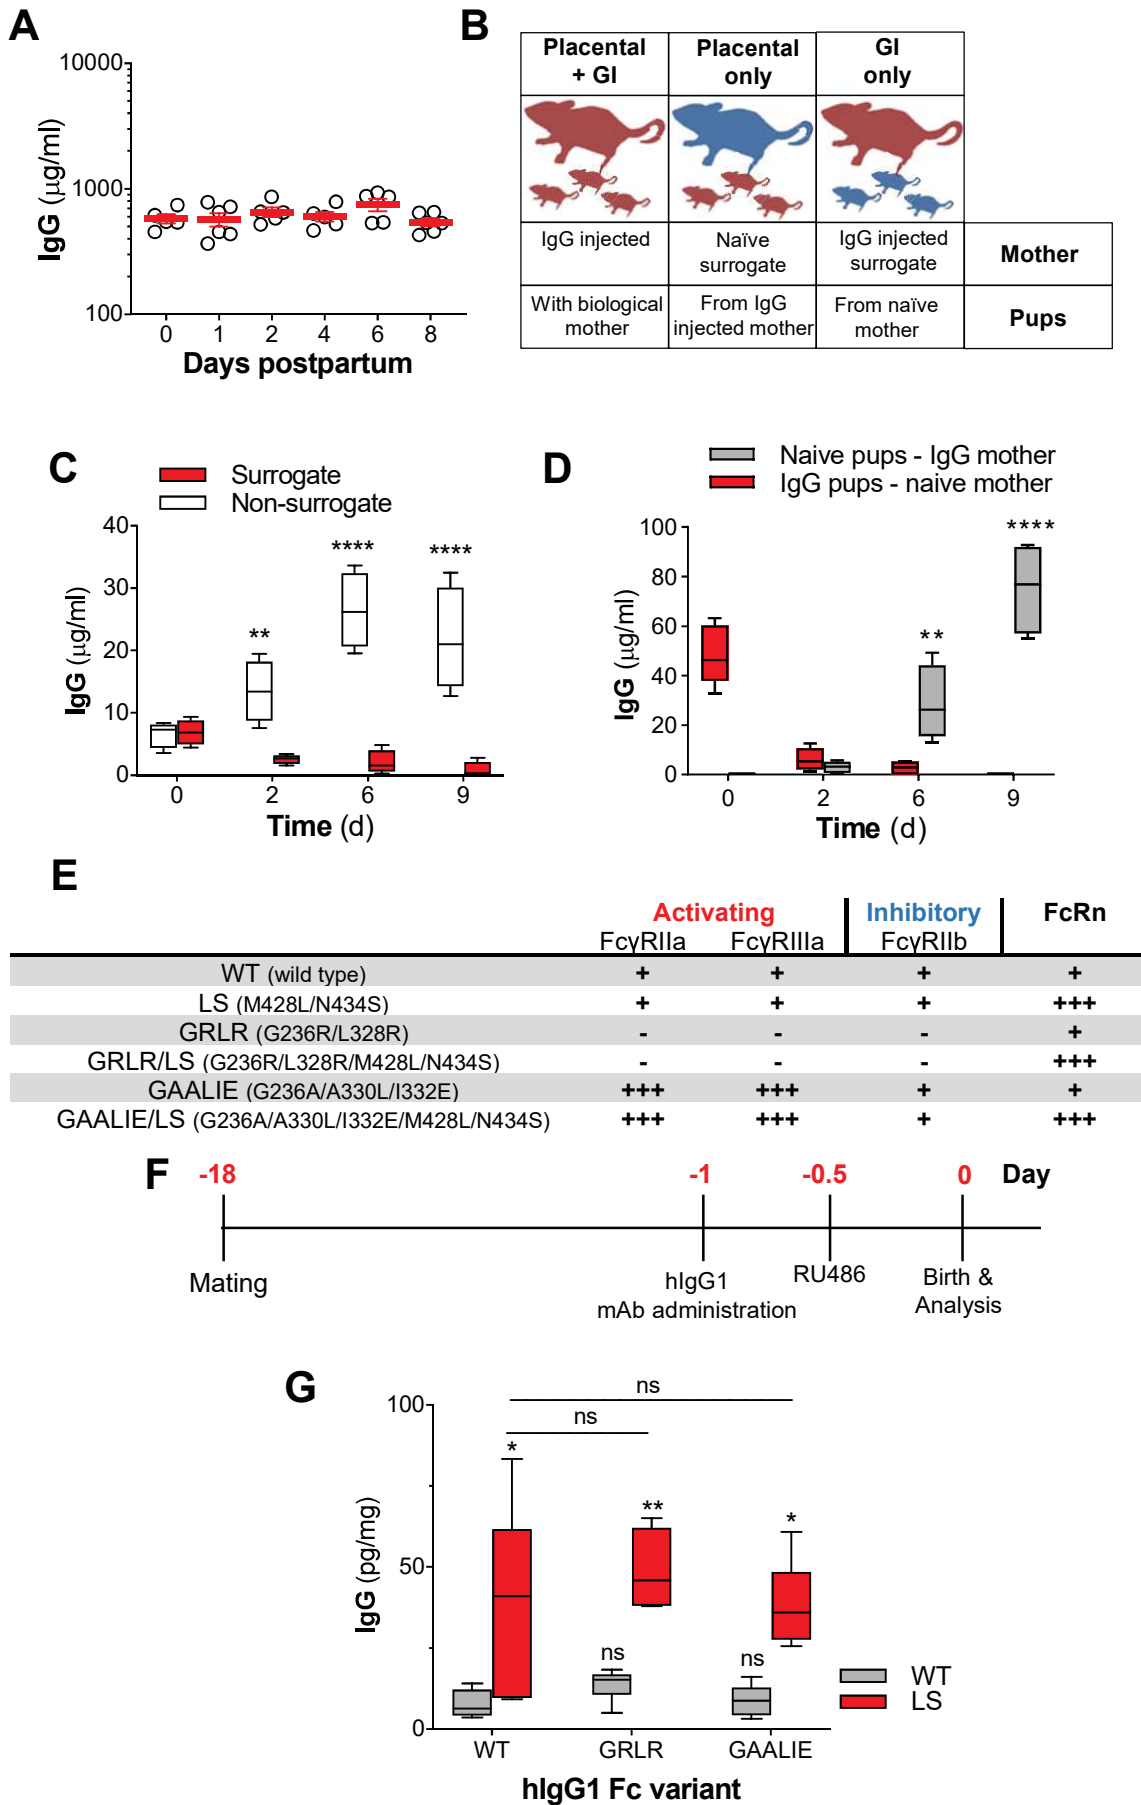 A
IgG (μg/ml)
10000
1000
100
0 1 2 4 6 8
Days postpartum
B
Placental + GI
Placental only
GI only
IgG injected
Naïve surrogate
IgG injected surrogate
Mother
With biological mother
From IgG injected mother
From naïve mother
Pups
C
Surrogate
Non-surrogate
IgG (μg/ml)
40
30
20
10
0
** **** ****
0 2 6 9
Time (d)
D
Naive pups - IgG mother
IgG pups - naive mother
IgG (μg/ml)
100
80
60
40
20
0
** ****
0 2 6 9
Time (d)
E
Activating Inhibitory FcRn
FcγRIIa FcγRIIIa FcγRIIb
WT (wild type) + + + +
LS (M428L/N434S) + + + +++
GRLR (G236R/L328R) - - - +
GRLR/LS (G236R/L328R/M428L/N434S) - - - +++
GAALIE (G236A/A330L/I332E) +++ +++ + +
GAALIE/LS (G236A/A330L/I332E/M428L/N434S) +++ +++ + +++
F
-18 -1 -0.5 0 Day
Mating
hIgG1
mAb administration
RU486
Birth &
Analysis
G
IgG (pg/mg)
100
50
0
ns
ns
*
**
*
ns
ns
WT
LS
WT GRLR GAALIE
hIgG1 Fc variant